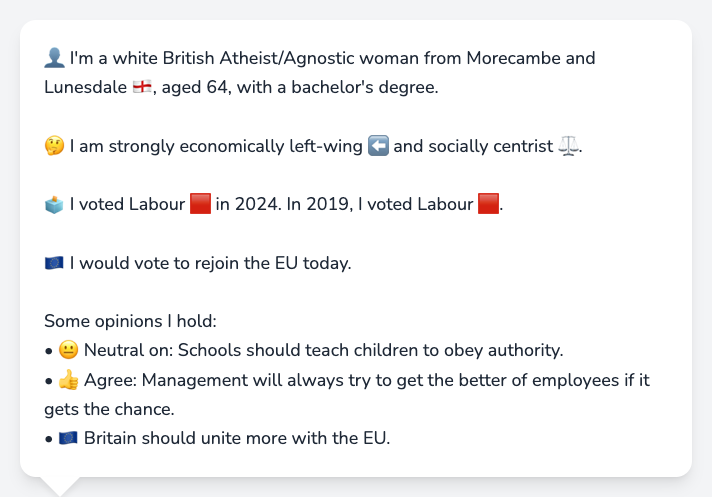 👤 I'm a white British Atheist/Agnostic woman from Morecambe and
Lunesdale 🏴󠁧󠁢󠁥󠁮󠁧󠁿, aged 64, with a bachelor's degree.
🤔 I am strongly economically left-wing ⬅️ and socially centrist ⚖️.
🗳️ I voted Labour 🟥 in 2024. In 2019, I voted Labour 🟥.
🇪🇺 I would vote to rejoin the EU today.
Some opinions I hold:
• 😐 Neutral on: Schools should teach children to obey authority.
• 👍 Agree: Management will always try to get the better of employees if it
gets the chance.
• 🇪🇺 Britain should unite more with the EU.